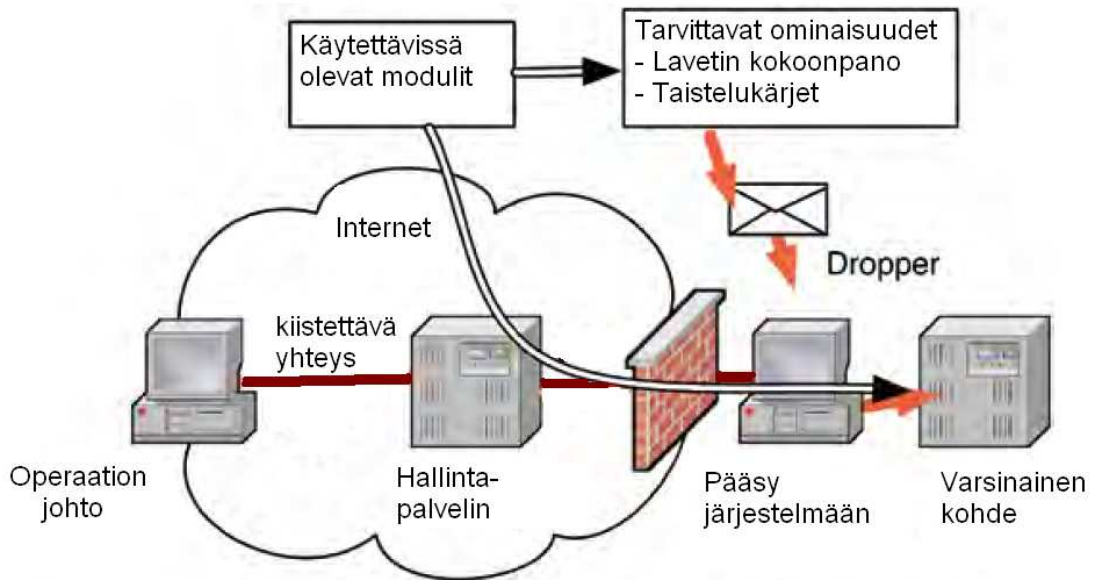 Käytettävissä
olevat modulit
Tarvittavat ominaisuudet
- Lavetin kokoonpano
- Taistelukärjet
Internet
Dropper
kiistettävä
yhteys
Operaation
johto
Hallinta-
palvelin
Pääsy
järjestelmään
Varsinainen
kohde